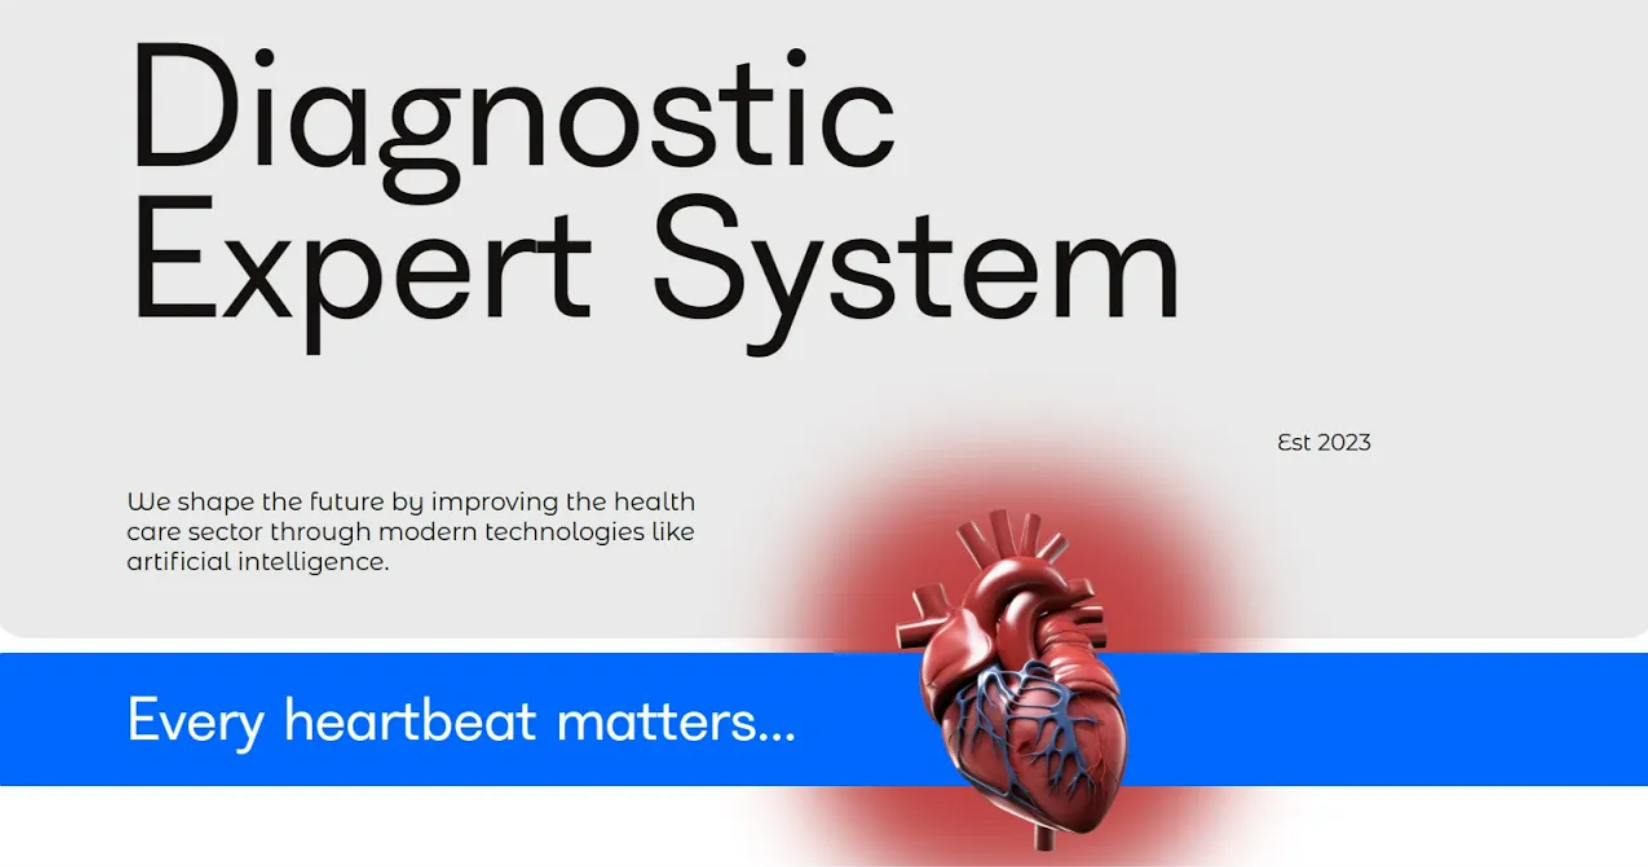 Diagnostic
Expert System
Est 2023
We shape the future by improving the health
care sector through modern technologies like
artificial intelligence.
Every heartbeat matters...